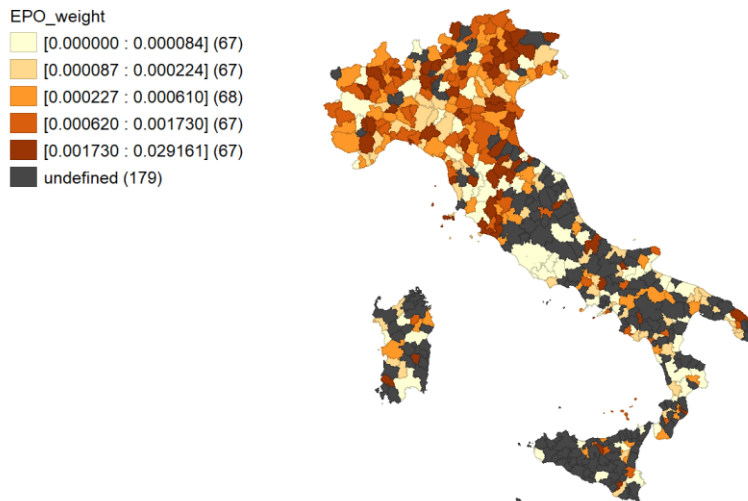 EPO_weight
[0.000000 : 0.000084] (67)
[0.000087 : 0.000224] (67)
[0.000227 : 0.000610] (68)
[0.000620 : 0.001730] (67)
[0.001730 : 0.029161] (67)
undefined (179)